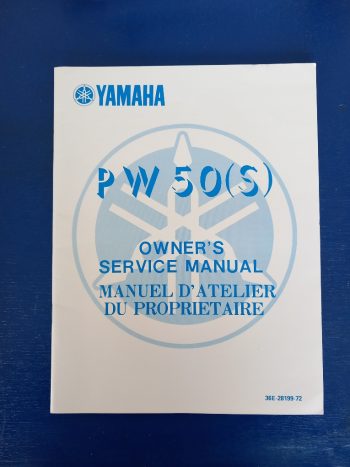 YAMAHA
PW50(S)
OWNER'S
SERVICE MANUAL
MANUEL D'ATELIER
DU PROPRIETAIRE
36E-28199-72